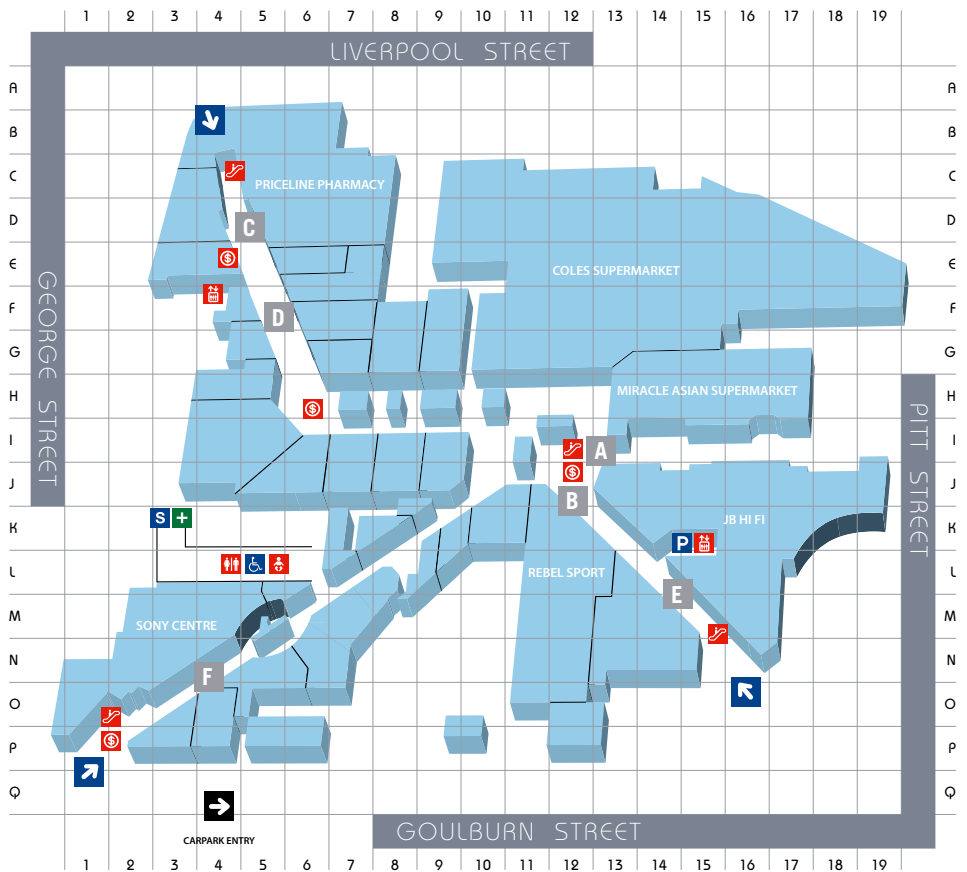 1 2 3 4 5 6 7 8 9 10 11 12 13 14 15 16 17 18 19
LIVERPOOL STREET
A A
B B
C PRICELINE PHARMACY C
D C D
E $ COLES SUPERMARKET E
GEORGE STREET
F D F
G G
H $ MIRACLE ASIAN SUPERMARKET H
I A I
PITT STREET
J $ J
B
K S + JB HI FI K
P
L REBEL SPORT L
E
M SONY CENTRE M
N F N
O O
P $ P
Q Q
CARPARK ENTRY
GOULBURN STREET
1 2 3 4 5 6 7 8 9 10 11 12 13 14 15 16 17 18 19